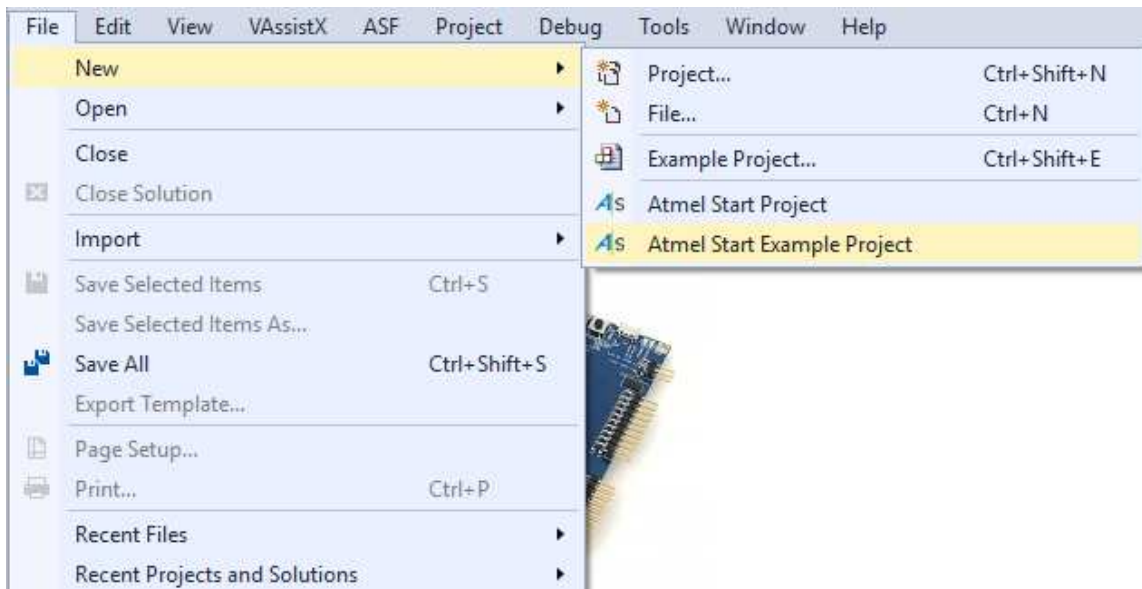 File Edit View VAssistX ASF Project Debug Tools Window Help
New
Open
Close
Close Solution
Import
Save Selected Items Ctrl+S
Save Selected Items As...
Save All Ctrl+Shift+S
Export Template...
Page Setup...
Print... Ctrl+P
Recent Files
Recent Projects and Solutions
Project... Ctrl+Shift+N
File... Ctrl+N
Example Project... Ctrl+Shift+E
As Atmel Start Project
As Atmel Start Example Project